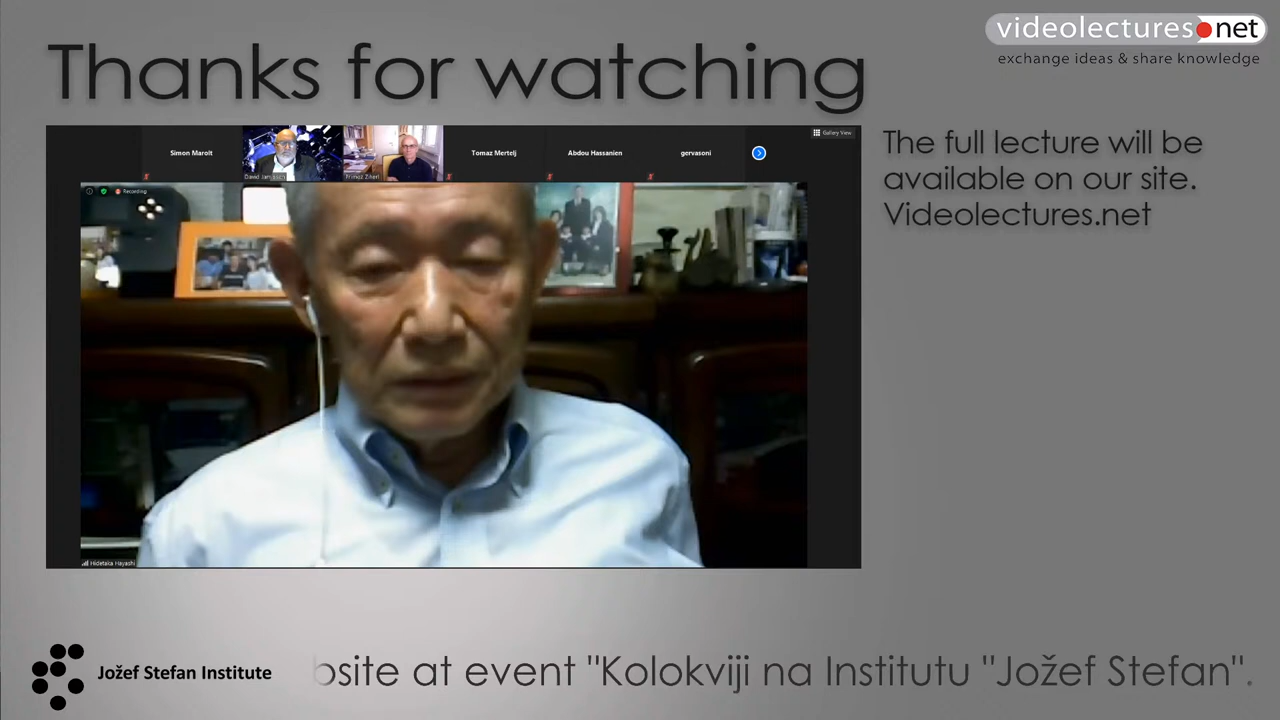 videolectures.net
exchange ideas & share knowledge
Thanks for watching
Simon Marolt
Tomaz Mertelj
Abdou Hassanien
gervasoni
Gallery View
Recording
The full lecture will be
available on our site.
Videolectures.net
Hidetaka Hayashi
Jožef Stefan Institute
bsite at event "Kolokviji na Institutu "Jožef Stefan".